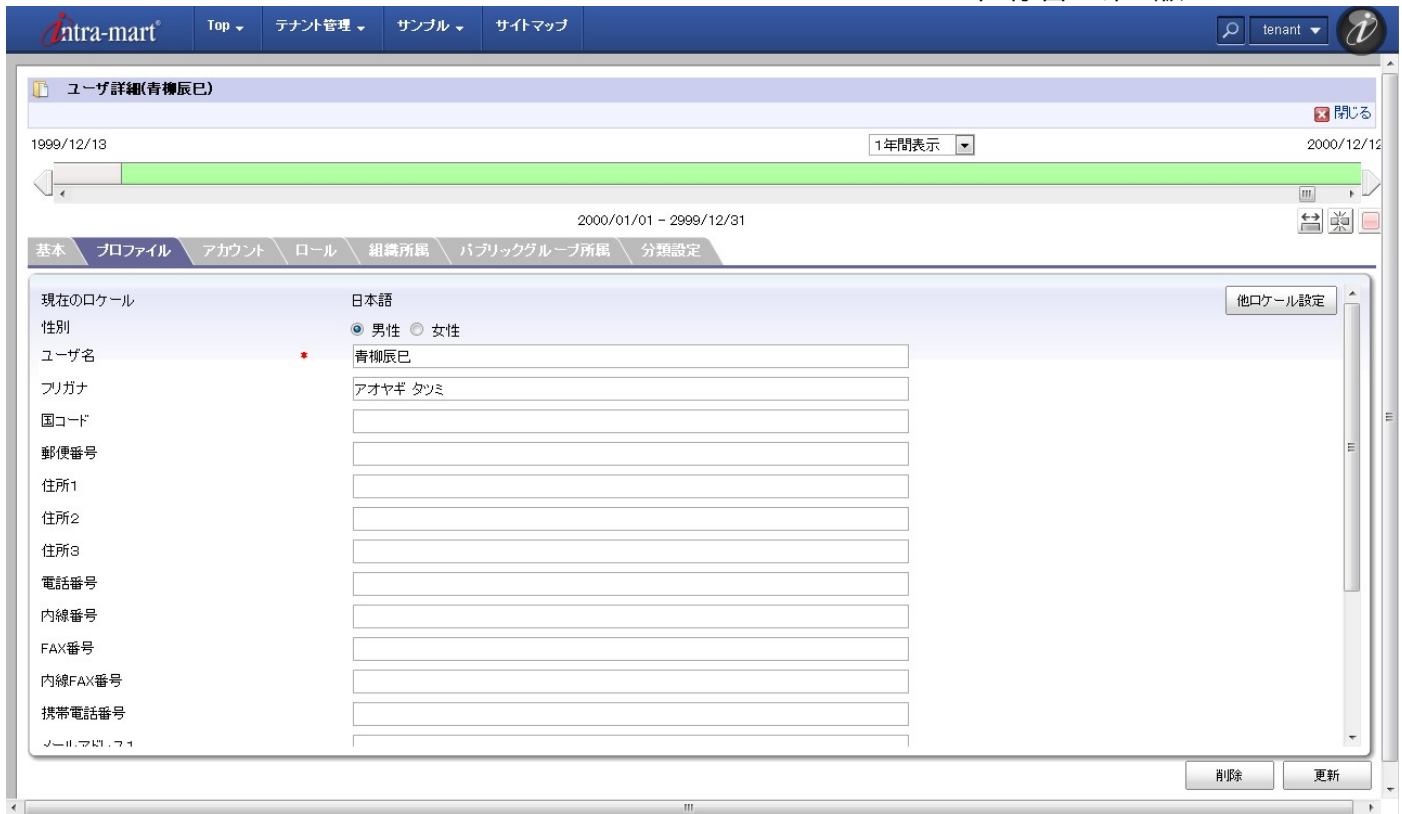 intra-mart®
Top テナント管理 サンプル サイトマップ
tenant
ユーザ詳細(青柳辰巳)
閉じる
1999/12/13 1年間表示 2000/12/12
2000/01/01 - 2999/12/31
基本 プロファイル アカウント ロール 組織所属 パブリックグループ所属 分類設定
現在のロケール 日本語 他ロケール設定
性別 男性 女性
ユーザ名 * 青柳辰巳
フリガナ アオヤギ タツミ
国コード
郵便番号
住所1
住所2
住所3
電話番号
内線番号
FAX番号
内線FAX番号
携帯電話番号
メールアドレス1
削除 更新